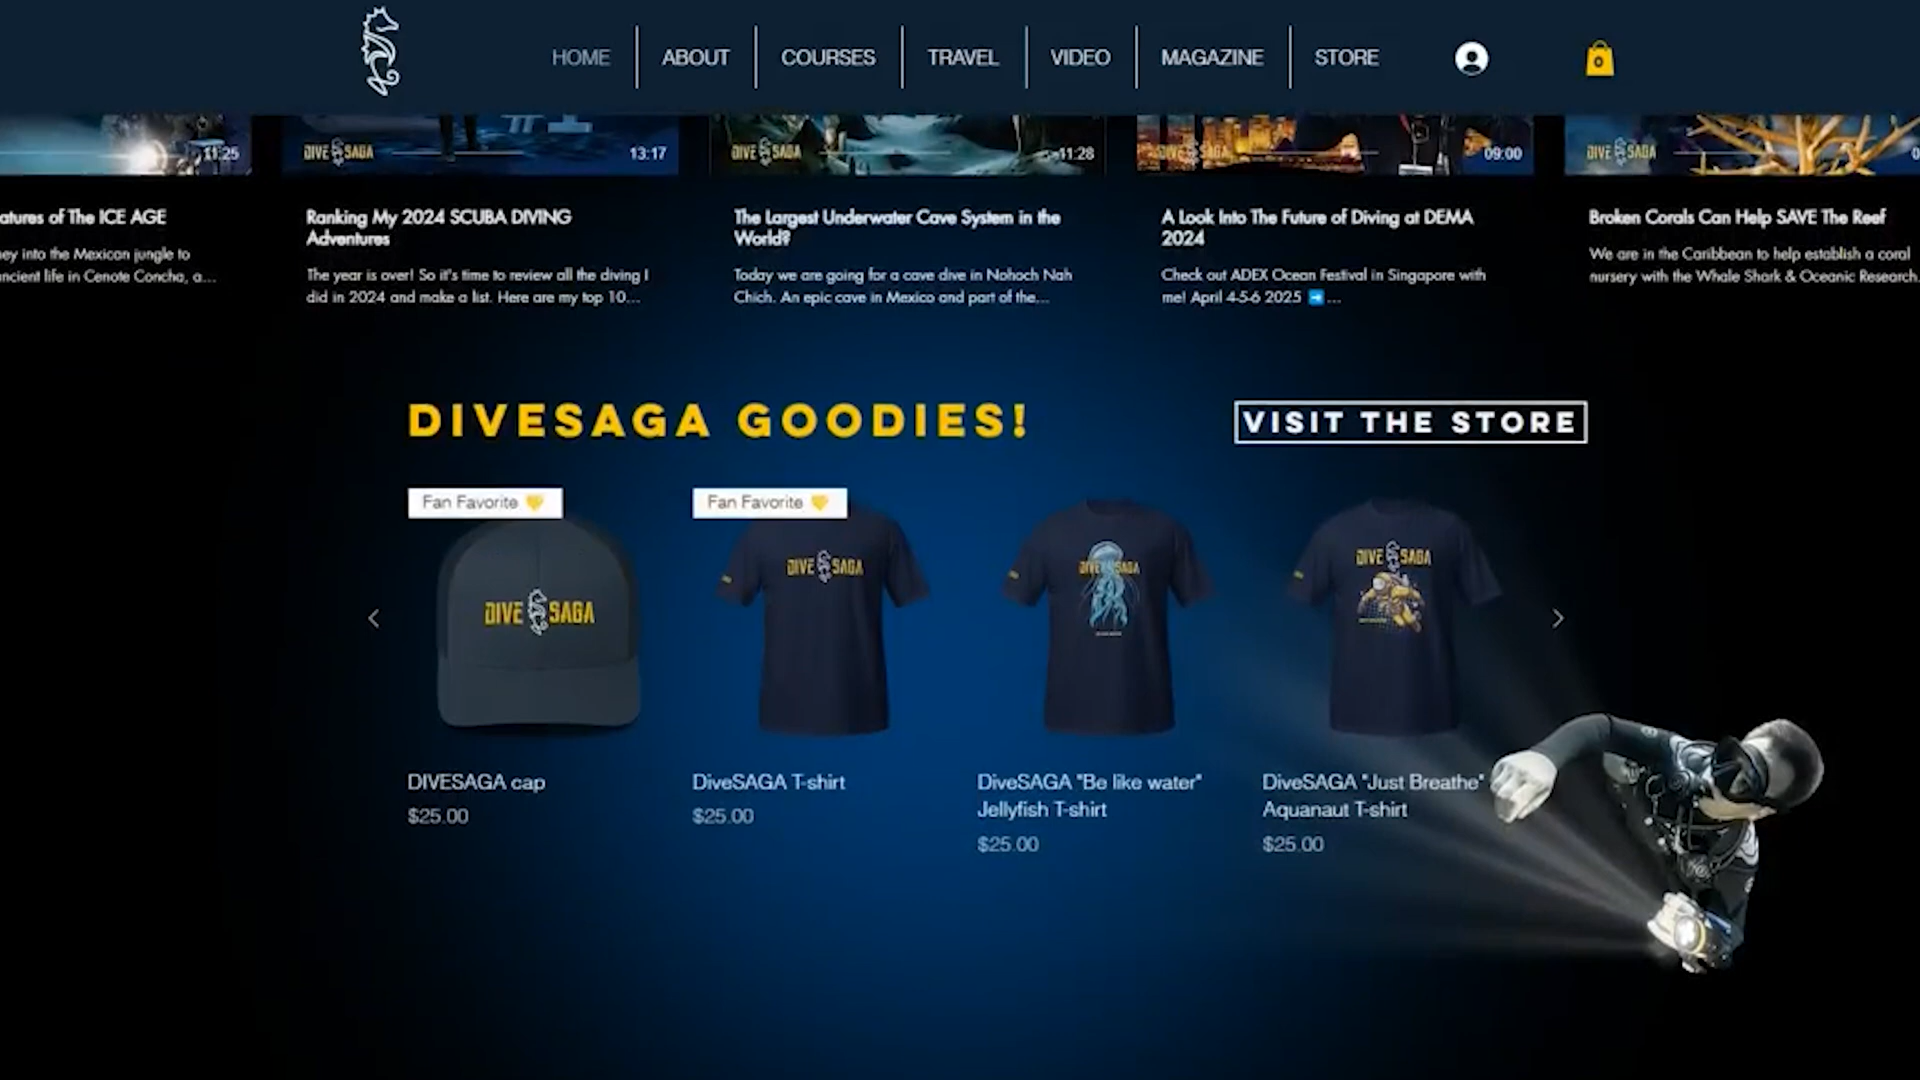 HOME
ABOUT
COURSES
TRAVEL
VIDEO
MAGAZINE
STORE
0
11:25
DIVE SAGA
13:17
DIVE SAGA
11:28
09:00
DIVE SAGA
atures of The ICE AGE
ey into the Mexican jungle to
ncient life in Cenote Concha, a...
Ranking My 2024 SCUBA DIVING
Adventures
The year is over! So it's time to review all the diving I
did in 2024 and make a list. Here are my top 10...
The Largest Underwater Cave System in the
World?
Today we are going for a cave dive in Nohoch Nah
Chich. An epic cave in Mexico and part of the...
A Look Into The Future of Diving at DEMA
2024
Check out ADEX Ocean Festival in Singapore with
me! April 4-5-6 2025 ➡️ ...
Broken Corals Can Help SAVE The Reef
We are in the Caribbean to help establish a coral
nursery with the Whale Shark & Oceanic Research...
DIVESAGA GOODIES!
VISIT THE STORE
Fan Favorite 💛
Fan Favorite 💛
DIVE SAGA
DIVE SAGA
DIVE SAGA
DIVE SAGA
DIVESAGA cap
$25.00
DiveSAGA T-shirt
$25.00
DiveSAGA "Be like water"
Jellyfish T-shirt
$25.00
DiveSAGA "Just Breathe"
Aquanaut T-shirt
$25.00